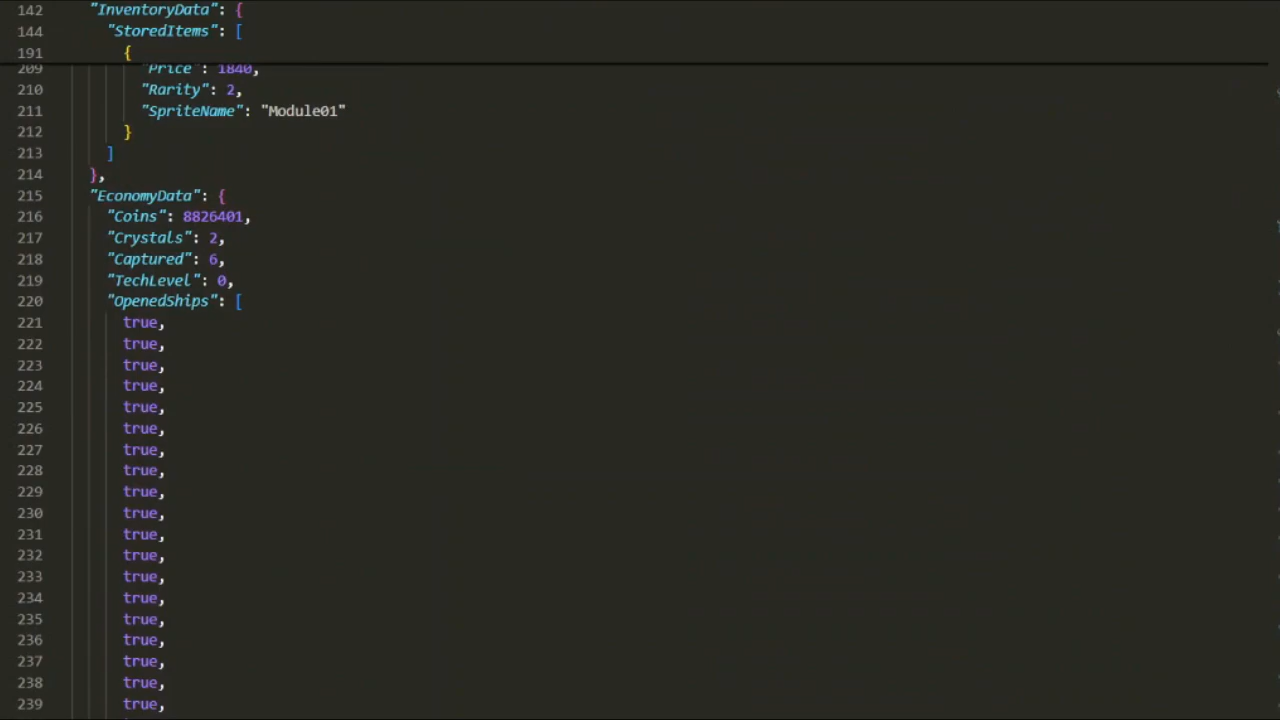 142 "InventoryData": {
144 "StoredItems": [
191 {
209 "Price": 1840,
210 "Rarity": 2,
211 "SpriteName": "Module01"
212 }
213 ]
214 },
215 "EconomyData": {
216 "Coins": 8826401,
217 "Crystals": 2,
218 "Captured": 6,
219 "TechLevel": 0,
220 "OpenedShips": [
221 true,
222 true,
223 true,
224 true,
225 true,
226 true,
227 true,
228 true,
229 true,
230 true,
231 true,
232 true,
233 true,
234 true,
235 true,
236 true,
237 true,
238 true,
239 true,